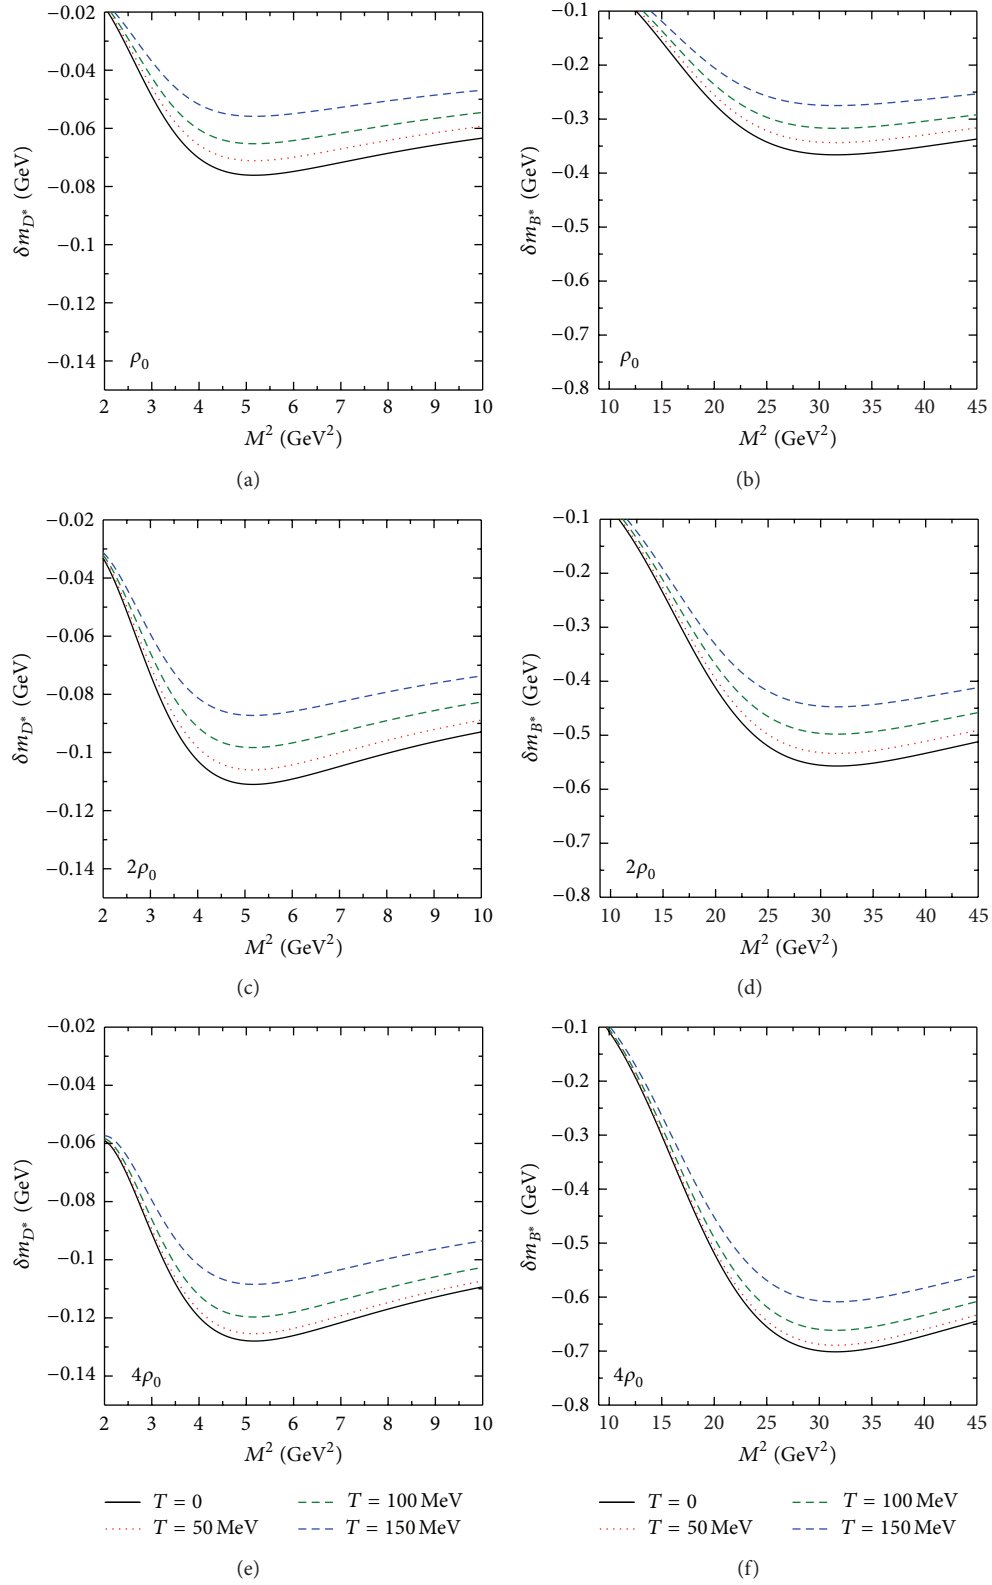 −0.02
−0.04
−0.06
−0.08
−0.1
−0.12
−0.14
δm_{D*} (GeV)
ρ₀
2 3 4 5 6 7 8 9 10
M² (GeV²)
(a)
−0.1
−0.2
−0.3
−0.4
−0.5
−0.6
−0.7
−0.8
δm_{B*} (GeV)
ρ₀
10 15 20 25 30 35 40 45
M² (GeV²)
(b)
−0.02
−0.04
−0.06
−0.08
−0.1
−0.12
−0.14
δm_{D*} (GeV)
2ρ₀
2 3 4 5 6 7 8 9 10
M² (GeV²)
(c)
−0.1
−0.2
−0.3
−0.4
−0.5
−0.6
−0.7
−0.8
δm_{B*} (GeV)
2ρ₀
10 15 20 25 30 35 40 45
M² (GeV²)
(d)
−0.02
−0.04
−0.06
−0.08
−0.1
−0.12
−0.14
δm_{D*} (GeV)
4ρ₀
2 3 4 5 6 7 8 9 10
M² (GeV²)
T = 0 T = 100 MeV
T = 50 MeV T = 150 MeV
(e)
−0.1
−0.2
−0.3
−0.4
−0.5
−0.6
−0.7
−0.8
δm_{B*} (GeV)
4ρ₀
10 15 20 25 30 35 40 45
M² (GeV²)
T = 0 T = 100 MeV
T = 50 MeV T = 150 MeV
(f)